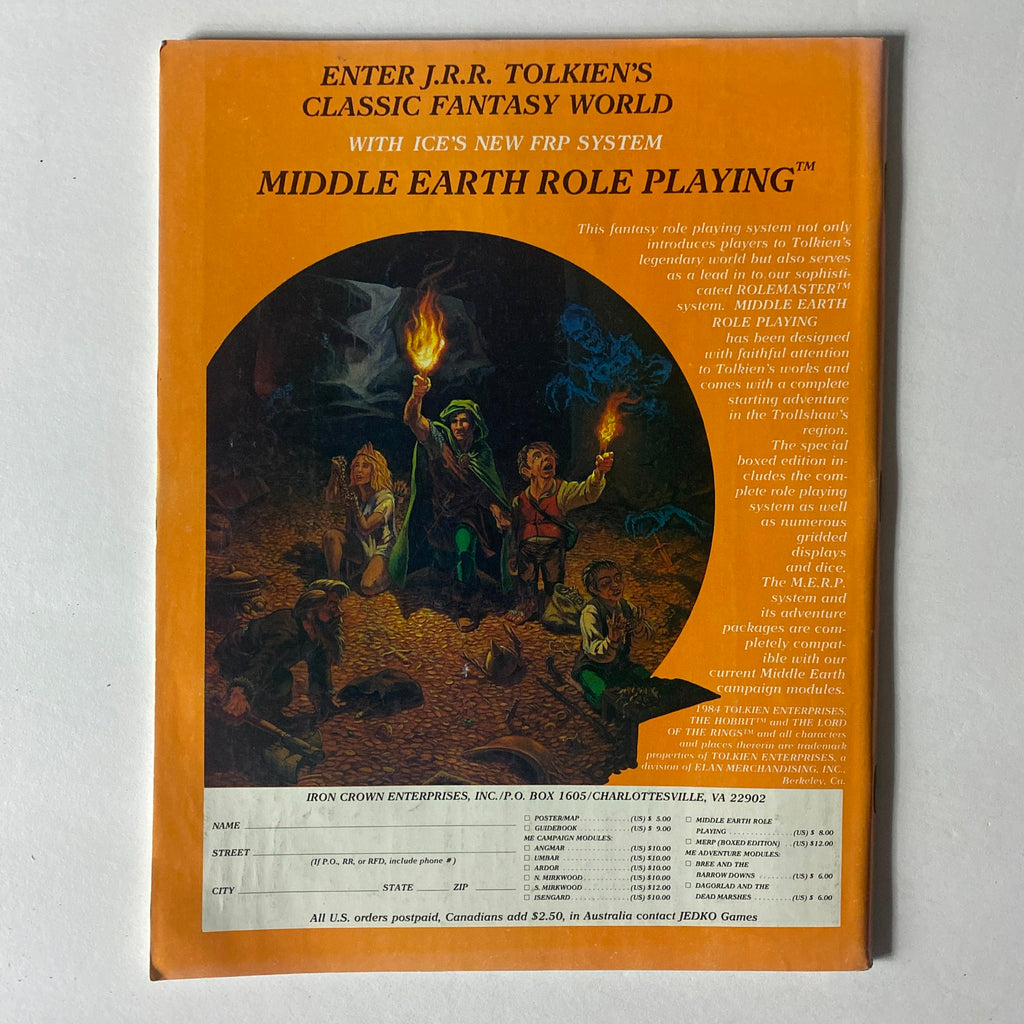 ENTER J.R.R. TOLKIEN'S
CLASSIC FANTASY WORLD
WITH ICE'S NEW FRP SYSTEM
MIDDLE EARTH ROLE PLAYING™
This fantasy role playing system not only
introduces players to Tolkien's
legendary world but also serves
as a lead in to our sophisti-
cated ROLEMASTER™
system. MIDDLE EARTH
ROLE PLAYING
has been designed
with faithful attention
to Tolkien's works and
comes with a complete
starting adventure
in the Trollshaw's
region.
The special
boxed edition in-
cludes the com-
plete role playing
system as well
as numerous
gridded
displays
and dice.
The M.E.R.P.
system and
its adventure
packages are com-
pletely compat-
ible with our
current Middle Earth
campaign modules.
1984 TOLKIEN ENTERPRISES,
THE HOBBIT™ and THE LORD
OF THE RINGS™ and all characters
and places therein are trademark
properties of TOLKIEN ENTERPRISES, a
division of ELAN MERCHANDISING, INC.,
Berkeley, Ca.
IRON CROWN ENTERPRISES, INC./P.O. BOX 1605/CHARLOTTESVILLE, VA 22902
NAME
STREET
(If P.O., RR, or RFD, include phone #)
CITY STATE ZIP
☐ POSTER/MAP (US) $ 5.00
☐ GUIDEBOOK (US) $ 9.00
ME CAMPAIGN MODULES:
☐ ANGMAR (US) $10.00
☐ UMBAR (US) $10.00
☐ ARDOR (US) $10.00
☐ N. MIRKWOOD (US) $10.00
☐ S. MIRKWOOD (US) $12.00
☐ ISENGARD (US) $10.00
☐ MIDDLE EARTH ROLE
PLAYING (US) $ 8.00
☐ MERP (BOXED EDITION) (US) $12.00
ME ADVENTURE MODULES:
☐ BREE AND THE
BARROW DOWNS (US) $ 6.00
☐ DAGORLAD AND THE
DEAD MARSHES (US) $ 6.00
All U.S. orders postpaid, Canadians add $2.50, in Australia contact JEDKO Games